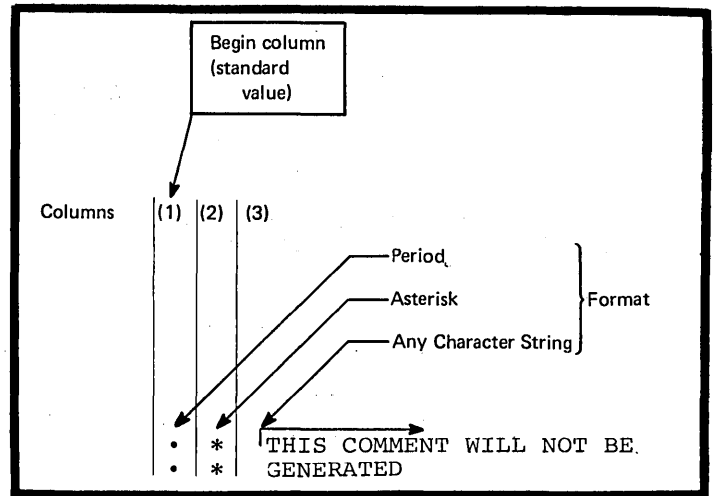 Begin column
(standard
value)
Columns (1) (2) (3)
Period
Asterisk
Format
Any Character String
. * THIS COMMENT WILL NOT BE
. * GENERATED